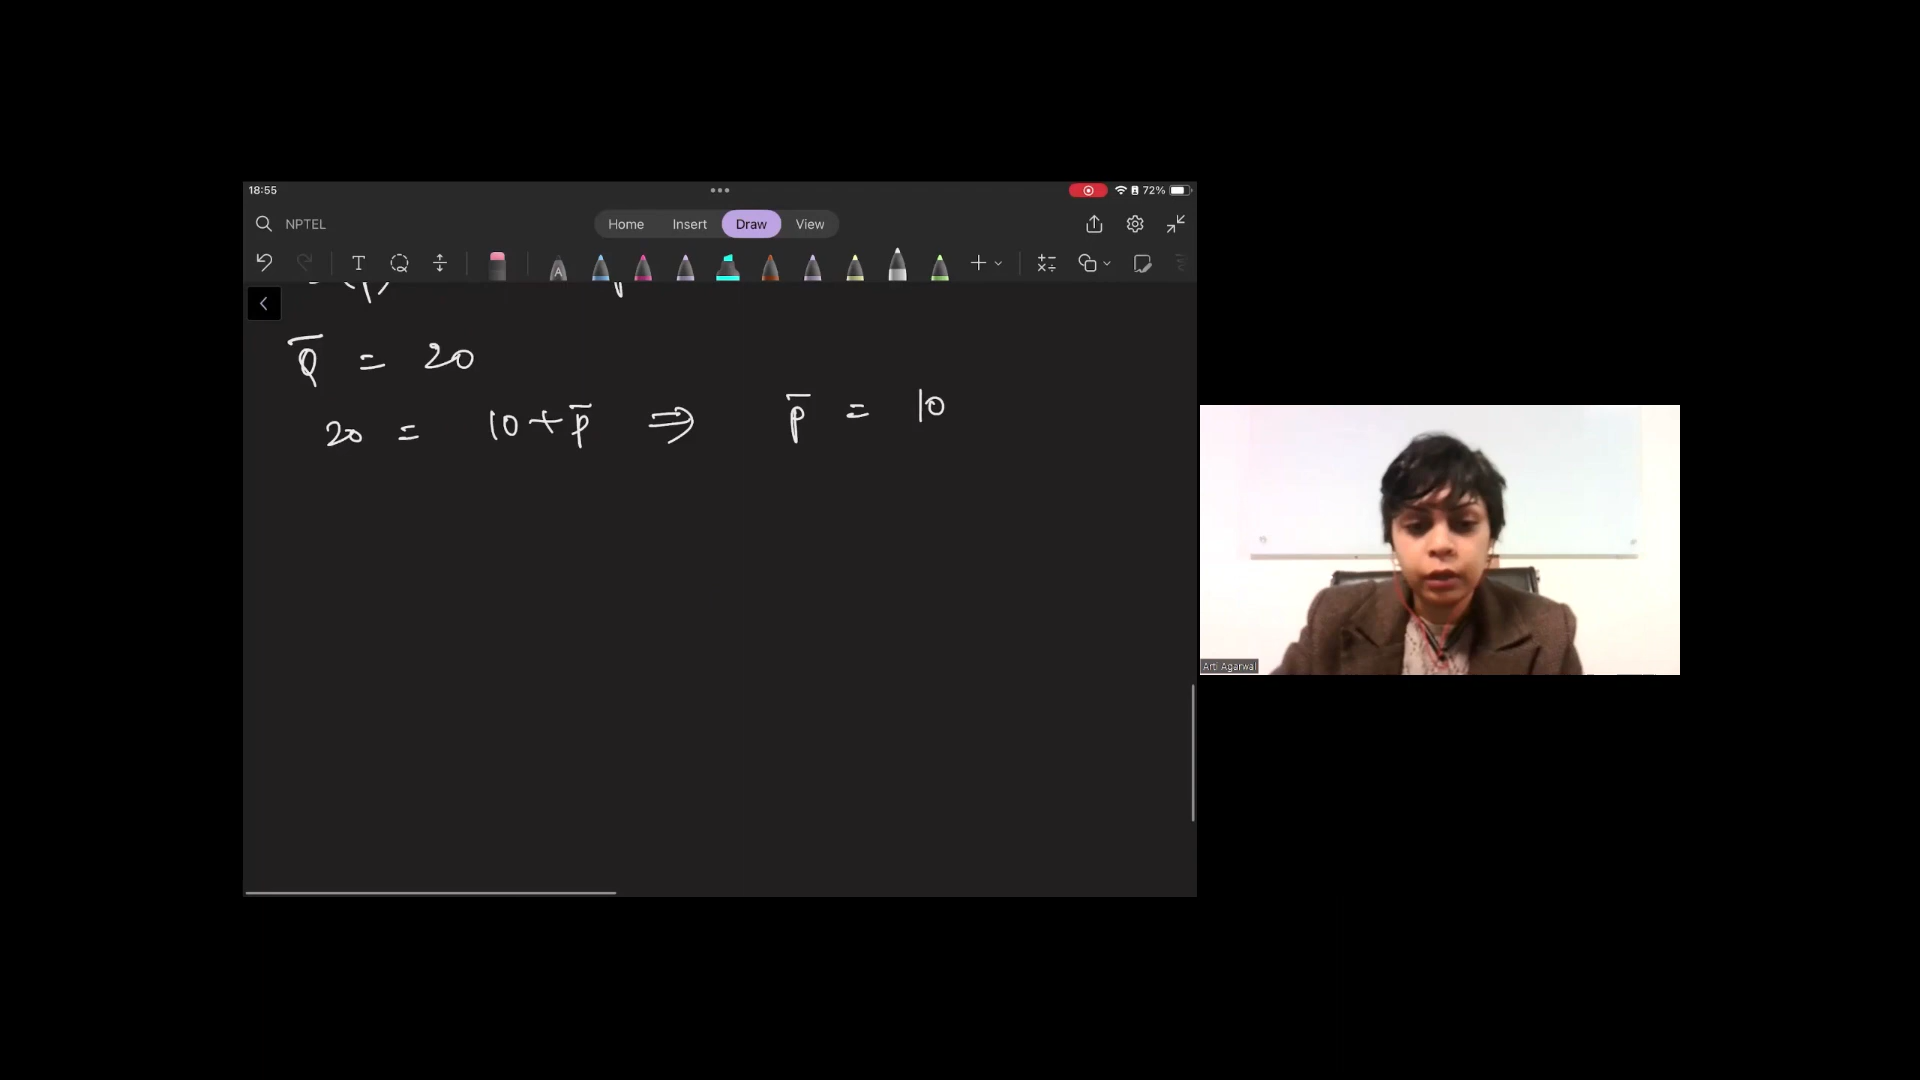 18:55
72%
NPTEL
Home Insert Draw View
T
A
Q̅ = 20
20 = 10 + p̅ ⇒ p̅ = 10
Arti Agarwal